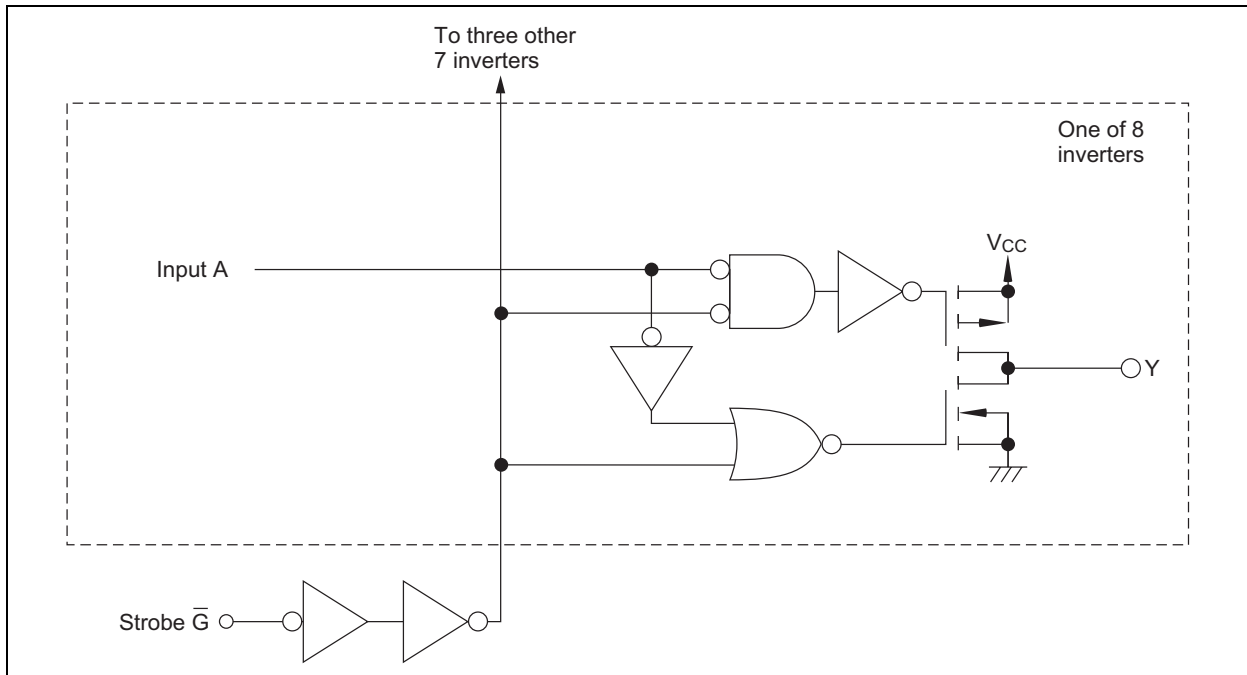 To three other
7 inverters
One of 8
inverters
VCC
Input A
Y
Strobe G̅